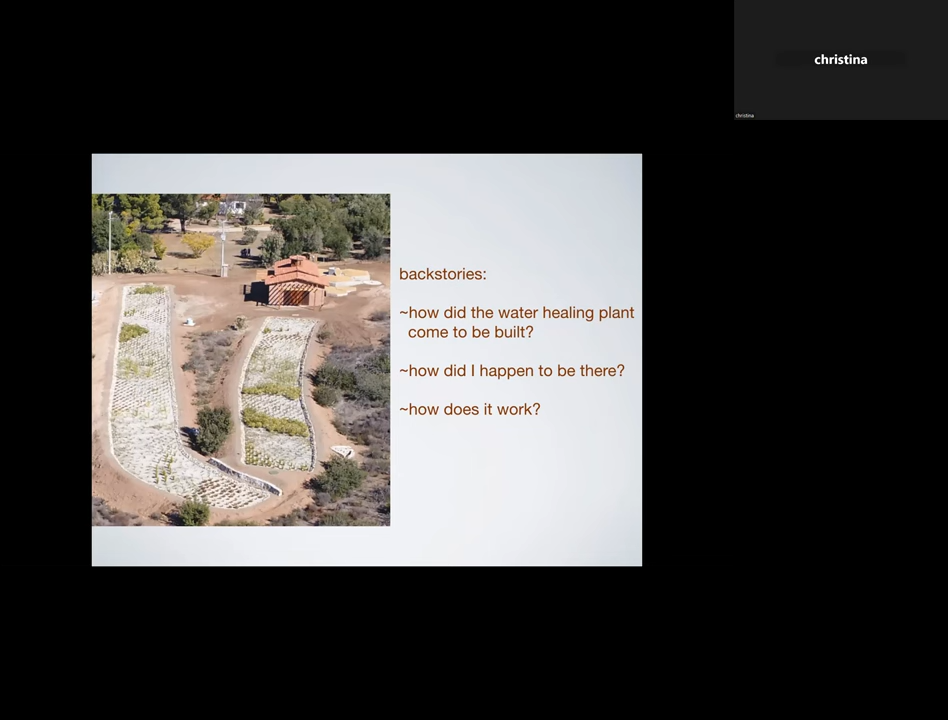 christina
christina
backstories:
~how did the water healing plant
come to be built?
~how did I happen to be there?
~how does it work?